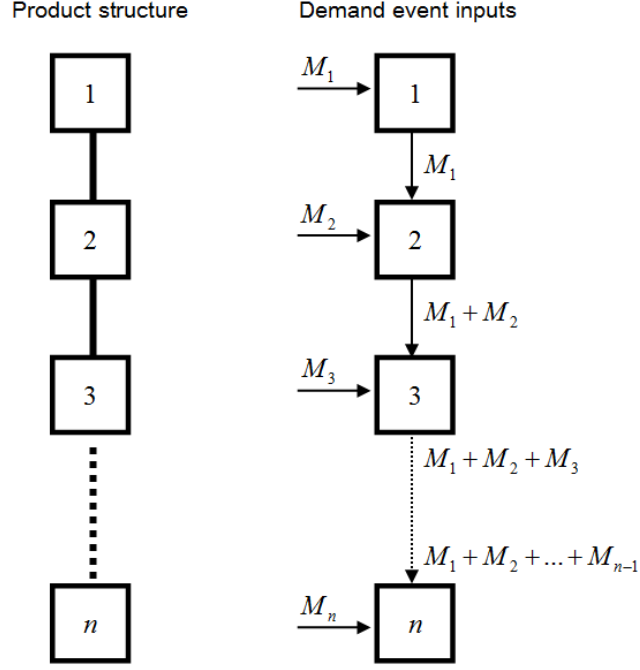 Product structure
Demand event inputs
1
M₁
1
M₁
2
M₂
2
M₁ + M₂
3
M₃
3
M₁ + M₂ + M₃
M₁ + M₂ + ... + Mₙ₋₁
n
Mₙ
n